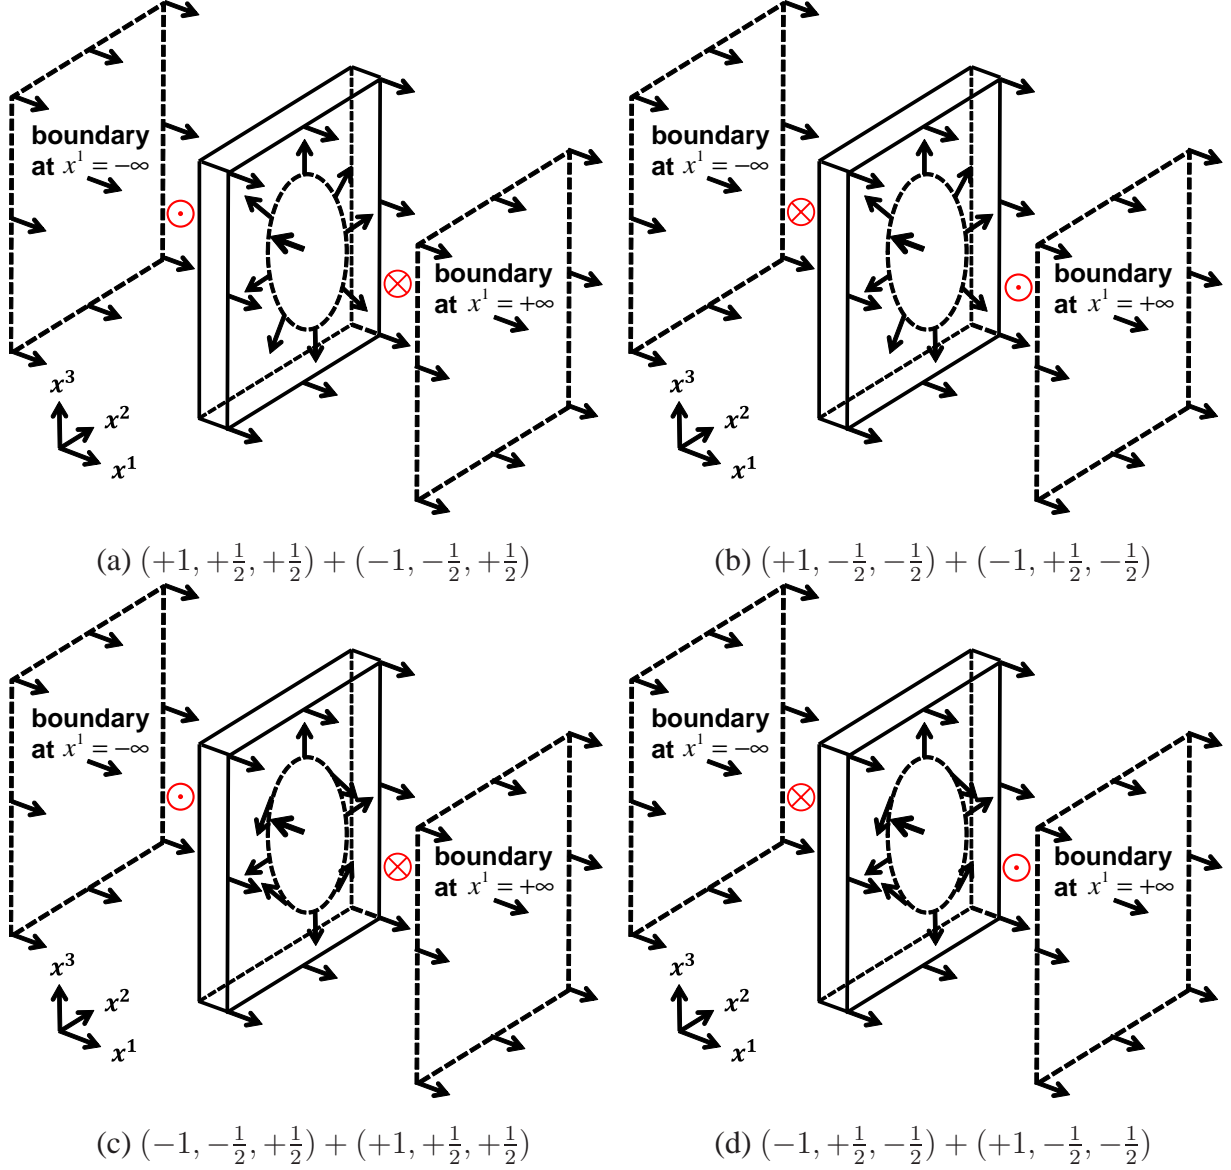 boundary
at x¹ = −∞
boundary
at x¹ = +∞
x³
x²
x¹
(a) (+1, +½, +½) + (−1, −½, +½)
boundary
at x¹ = −∞
boundary
at x¹ = +∞
x³
x²
x¹
(b) (+1, −½, −½) + (−1, +½, −½)
boundary
at x¹ = −∞
boundary
at x¹ = +∞
x³
x²
x¹
(c) (−1, −½, +½) + (+1, +½, +½)
boundary
at x¹ = −∞
boundary
at x¹ = +∞
x³
x²
x¹
(d) (−1, +½, −½) + (+1, −½, −½)